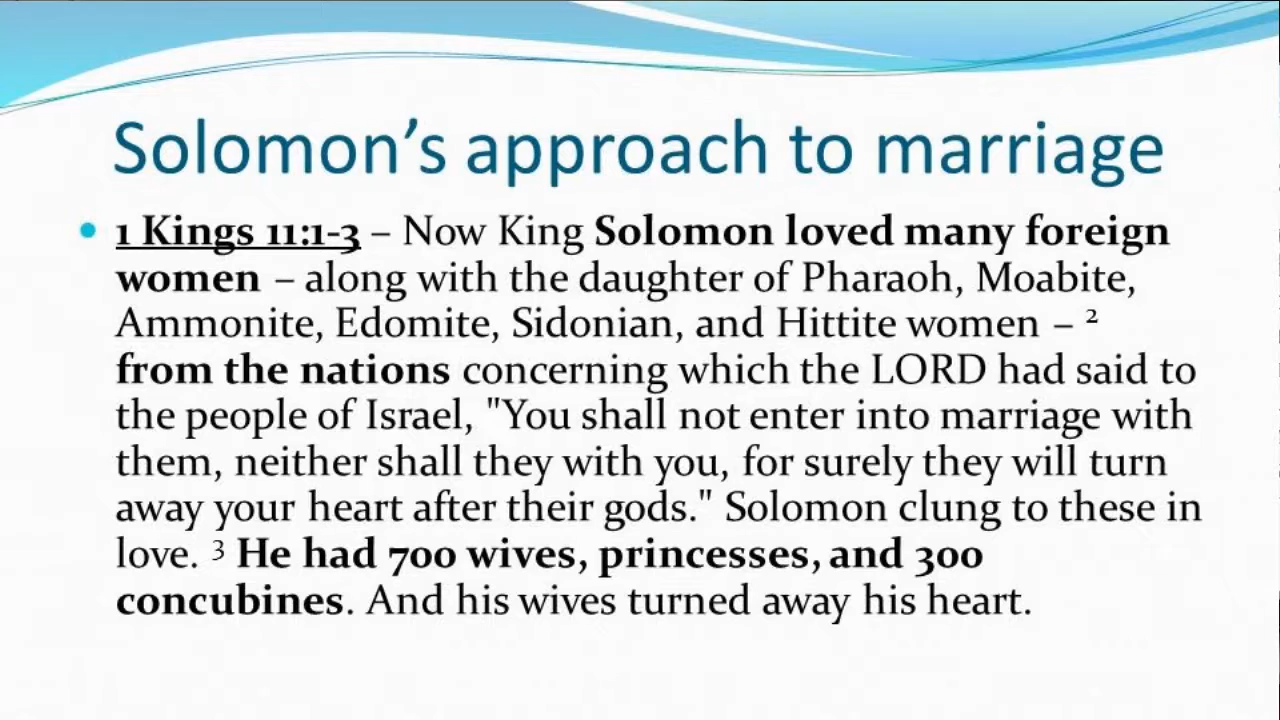 Solomon’s approach to marriage
• 1 Kings 11:1-3 – Now King Solomon loved many foreign
women – along with the daughter of Pharaoh, Moabite,
Ammonite, Edomite, Sidonian, and Hittite women – ²
from the nations concerning which the LORD had said to
the people of Israel, "You shall not enter into marriage with
them, neither shall they with you, for surely they will turn
away your heart after their gods." Solomon clung to these in
love. ³ He had 700 wives, princesses, and 300
concubines. And his wives turned away his heart.